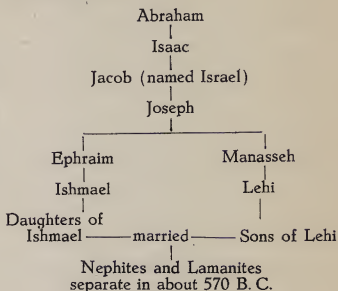 Abraham
Isaac
Jacob (named Israel)
Joseph
Ephraim Manasseh
Ishmael Lehi
Daughters of
Ishmael married Sons of Lehi
Nephites and Lamanites
separate in about 570 B. C.